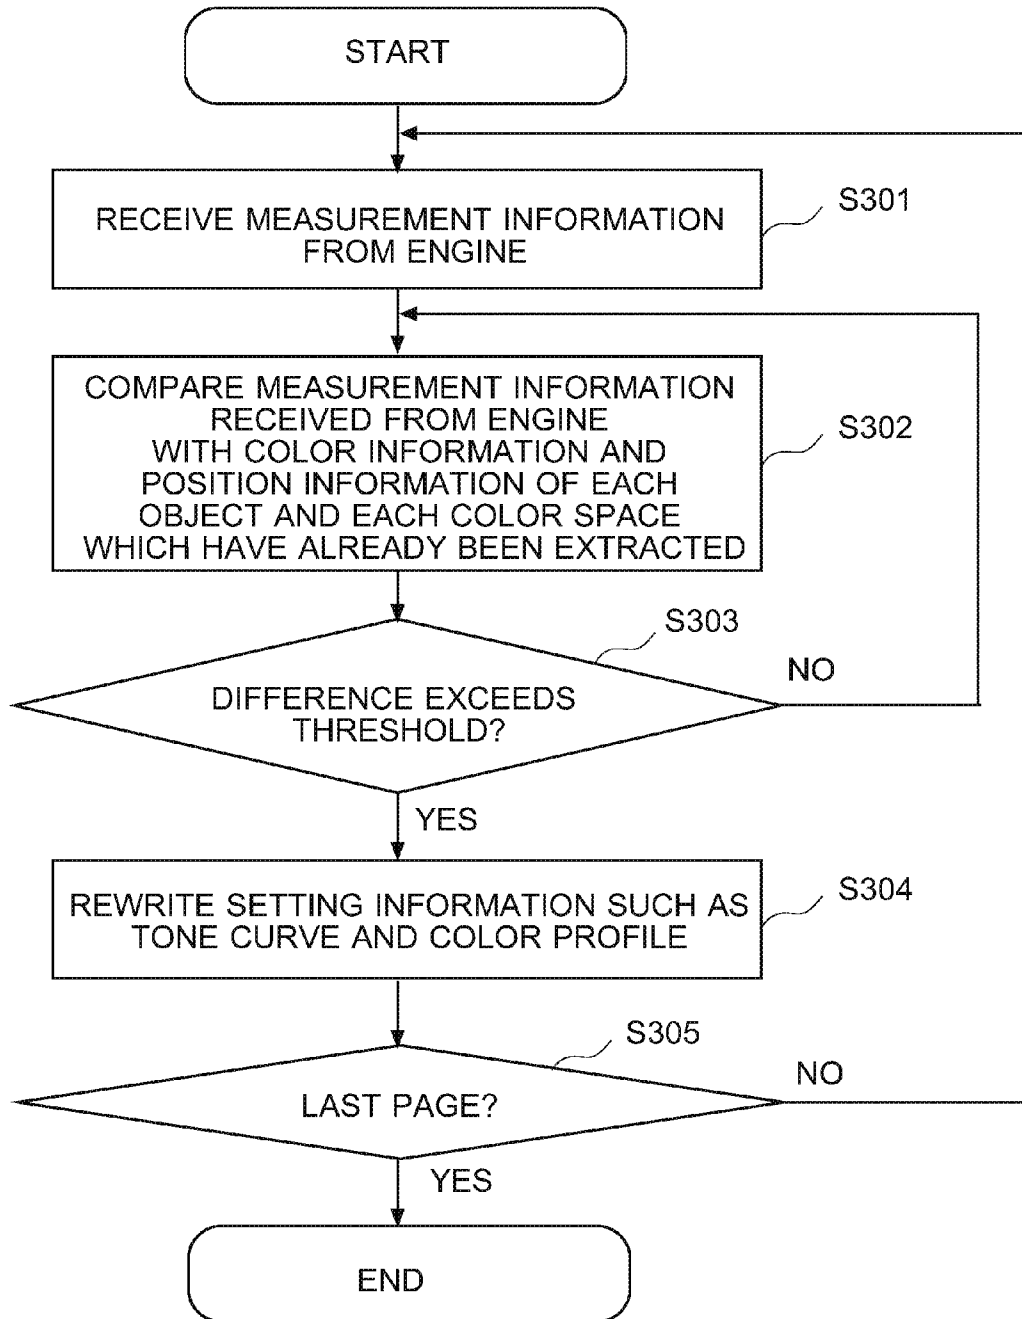 START
RECEIVE MEASUREMENT INFORMATION
FROM ENGINE
S301
COMPARE MEASUREMENT INFORMATION
RECEIVED FROM ENGINE
WITH COLOR INFORMATION AND
POSITION INFORMATION OF EACH
OBJECT AND EACH COLOR SPACE
WHICH HAVE ALREADY BEEN EXTRACTED
S302
S303
DIFFERENCE EXCEEDS
THRESHOLD?
NO
YES
REWRITE SETTING INFORMATION SUCH AS
TONE CURVE AND COLOR PROFILE
S304
S305
LAST PAGE?
NO
YES
END